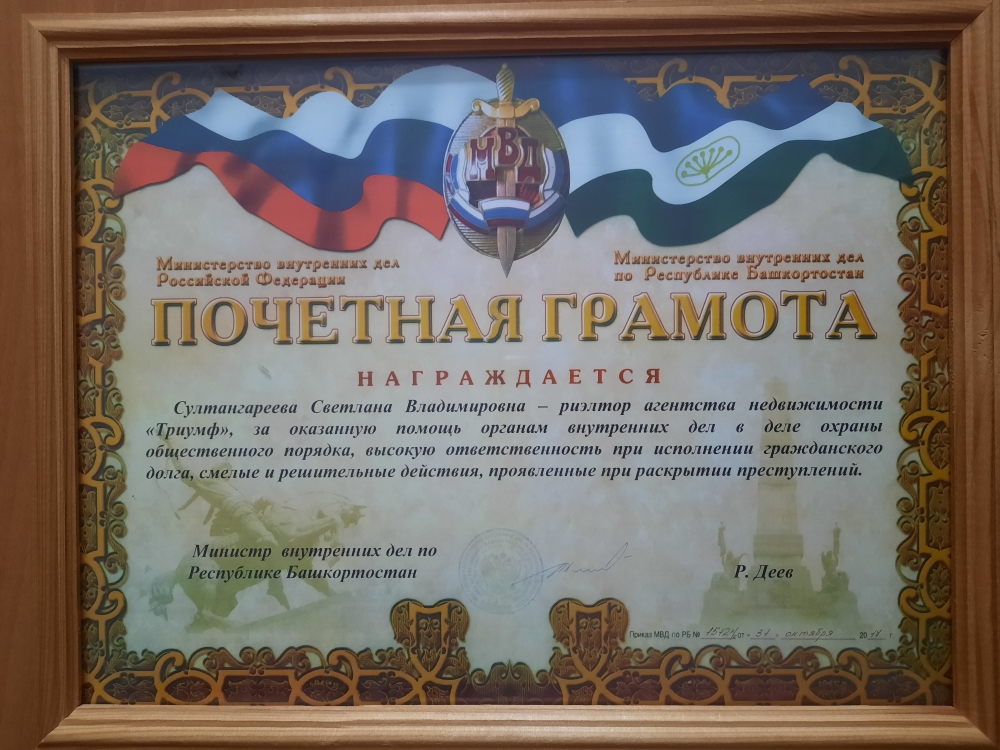 МВД
Министерство внутренних дел
Российской Федерации
Министерство внутренних дел
по Республике Башкортостан
ПОЧЕТНАЯ ГРАМОТА
НАГРАЖДАЕТСЯ
Султангареева Светлана Владимировна – риэлтор агентства недвижимости
«Триумф», за оказанную помощь органам внутренних дел в деле охраны
общественного порядка, высокую ответственность при исполнении гражданского
долга, смелые и решительные действия, проявленные при раскрытии преступлений.
Министр внутренних дел по
Республике Башкортостан
Р. Деев
Приказ МВД по РБ № от « 31 » октября 20 г.